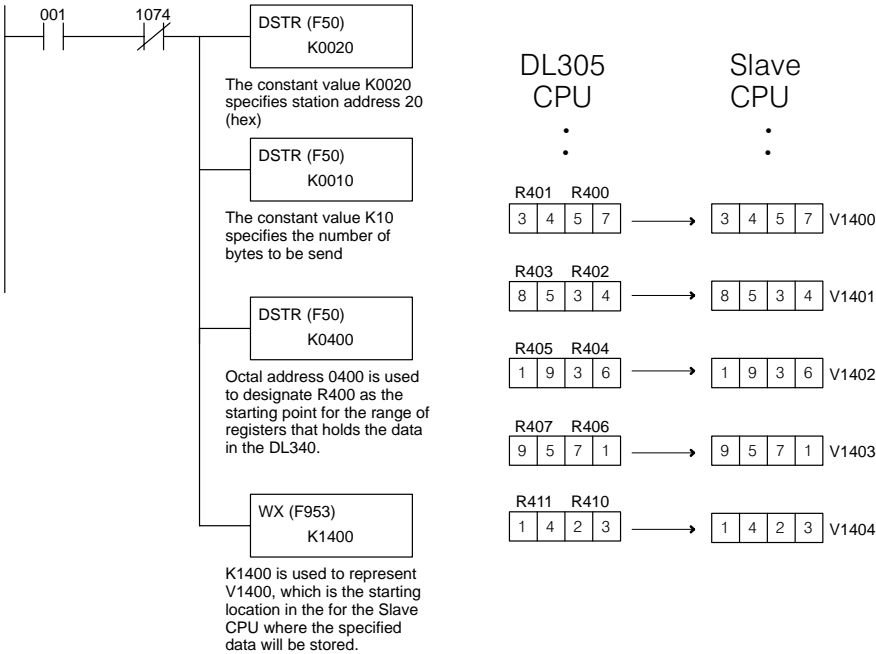 001
1074
DSTR (F50)
K0020
The constant value K0020
specifies station address 20
(hex)
DSTR (F50)
K0010
The constant value K10
specifies the number of
bytes to be send
DSTR (F50)
K0400
Octal address 0400 is used
to designate R400 as the
starting point for the range of
registers that holds the data
in the DL340.
WX (F953)
K1400
K1400 is used to represent
V1400, which is the starting
location in the for the Slave
CPU where the specified
data will be stored.
DL305
CPU
Slave
CPU
R401 R400
3 4 5 7
3 4 5 7 V1400
R403 R402
8 5 3 4
8 5 3 4 V1401
R405 R404
1 9 3 6
1 9 3 6 V1402
R407 R406
9 5 7 1
9 5 7 1 V1403
R411 R410
1 4 2 3
1 4 2 3 V1404